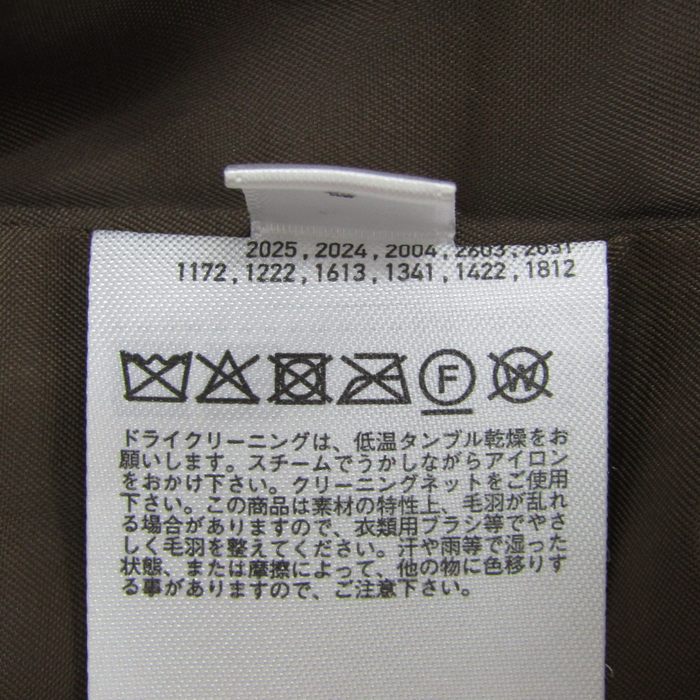 2025 , 2024 , 2004 , 2603 , 2631
1172 , 1222 , 1613 , 1341 , 1422 , 1812
F W
ドライクリーニングは、低温タンブル乾燥をお
願いします。スチームでうかしながらアイロン
をおかけ下さい。クリーニングネットをご使用
下さい。この商品は素材の特性上、毛羽が乱れ
る場合がありますので、衣類用ブラシ等でやさ
しく毛羽を整えてください。汗や雨等で湿った
状態、または摩擦によって、他の物に色移りす
る事がありますので、ご注意下さい。